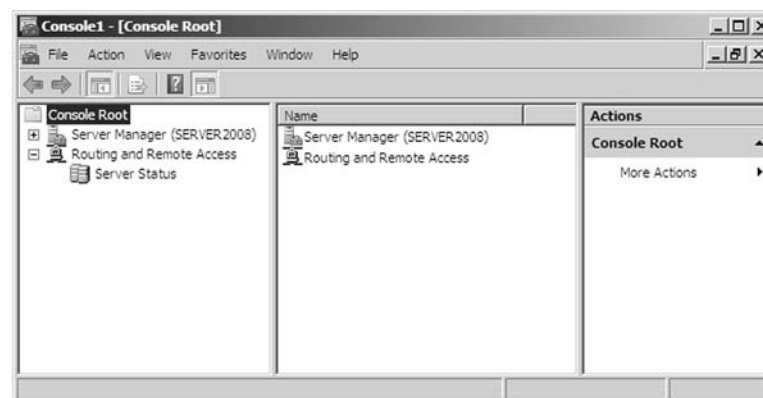 Console1 - [Console Root]
File Action View Favorites Window Help
Console Root
Server Manager (SERVER2008)
Routing and Remote Access
Server Status
Name
Server Manager (SERVER2008)
Routing and Remote Access
Actions
Console Root
More Actions